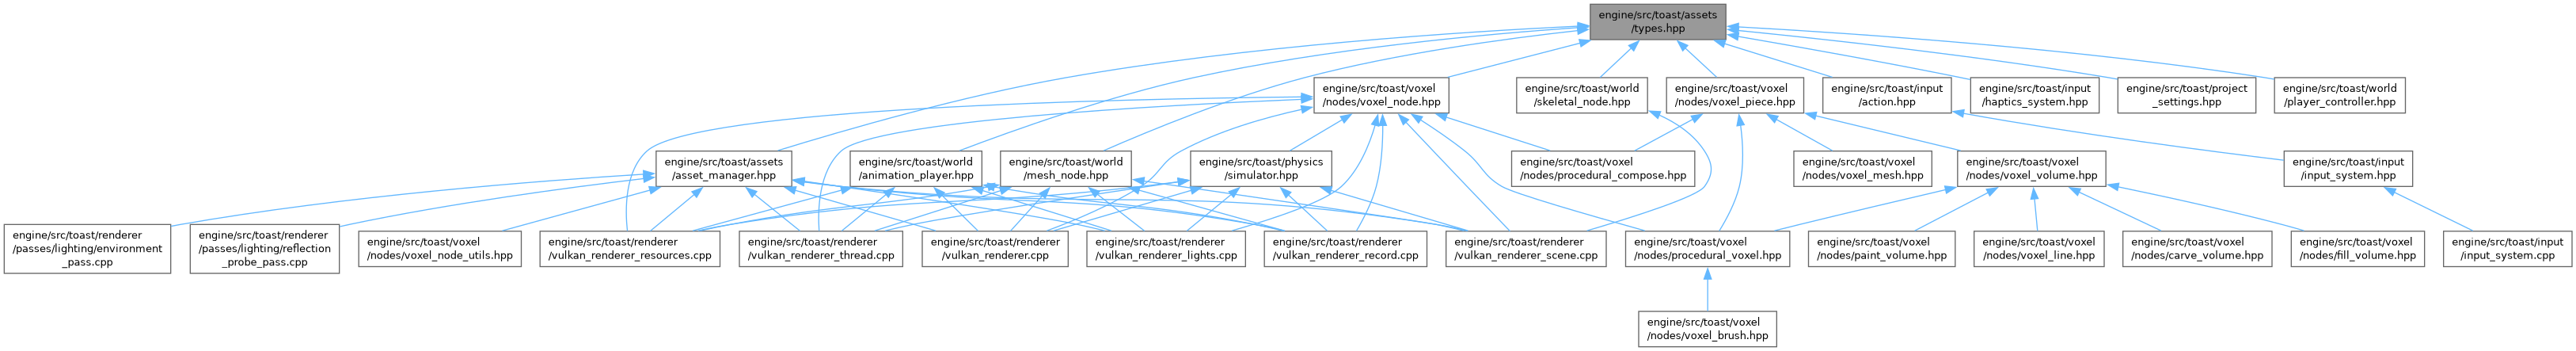 engine/src/toast/assets
/types.hpp
engine/src/toast/voxel
/nodes/voxel_node.hpp
engine/src/toast/world
/skeletal_node.hpp
engine/src/toast/voxel
/nodes/voxel_piece.hpp
engine/src/toast/input
/action.hpp
engine/src/toast/input
/haptics_system.hpp
engine/src/toast/project
_settings.hpp
engine/src/toast/world
/player_controller.hpp
engine/src/toast/assets
/asset_manager.hpp
engine/src/toast/world
/animation_player.hpp
engine/src/toast/world
/mesh_node.hpp
engine/src/toast/physics
/simulator.hpp
engine/src/toast/voxel
/nodes/procedural_compose.hpp
engine/src/toast/voxel
/nodes/voxel_mesh.hpp
engine/src/toast/voxel
/nodes/voxel_volume.hpp
engine/src/toast/input
/input_system.hpp
engine/src/toast/renderer
/passes/lighting/environment
_pass.cpp
engine/src/toast/renderer
/passes/lighting/reflection
_probe_pass.cpp
engine/src/toast/voxel
/nodes/voxel_node_utils.hpp
engine/src/toast/renderer
/vulkan_renderer_resources.cpp
engine/src/toast/renderer
/vulkan_renderer_thread.cpp
engine/src/toast/renderer
/vulkan_renderer.cpp
engine/src/toast/renderer
/vulkan_renderer_lights.cpp
engine/src/toast/renderer
/vulkan_renderer_record.cpp
engine/src/toast/renderer
/vulkan_renderer_scene.cpp
engine/src/toast/voxel
/nodes/procedural_voxel.hpp
engine/src/toast/voxel
/nodes/paint_volume.hpp
engine/src/toast/voxel
/nodes/voxel_line.hpp
engine/src/toast/voxel
/nodes/carve_volume.hpp
engine/src/toast/voxel
/nodes/fill_volume.hpp
engine/src/toast/input
/input_system.cpp
engine/src/toast/voxel
/nodes/voxel_brush.hpp